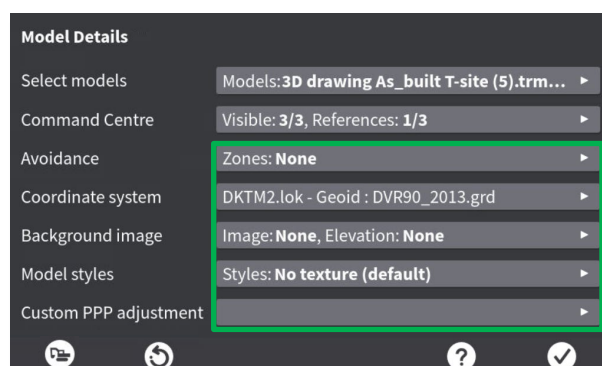 Model Details
Select models Models: 3D drawing As_built T-site (5).trm...
Command Centre Visible: 3/3, References: 1/3
Avoidance Zones: None
Coordinate system DKTM2.lok - Geoid : DVR90_2013.grd
Background image Image: None, Elevation: None
Model styles Styles: No texture (default)
Custom PPP adjustment
?